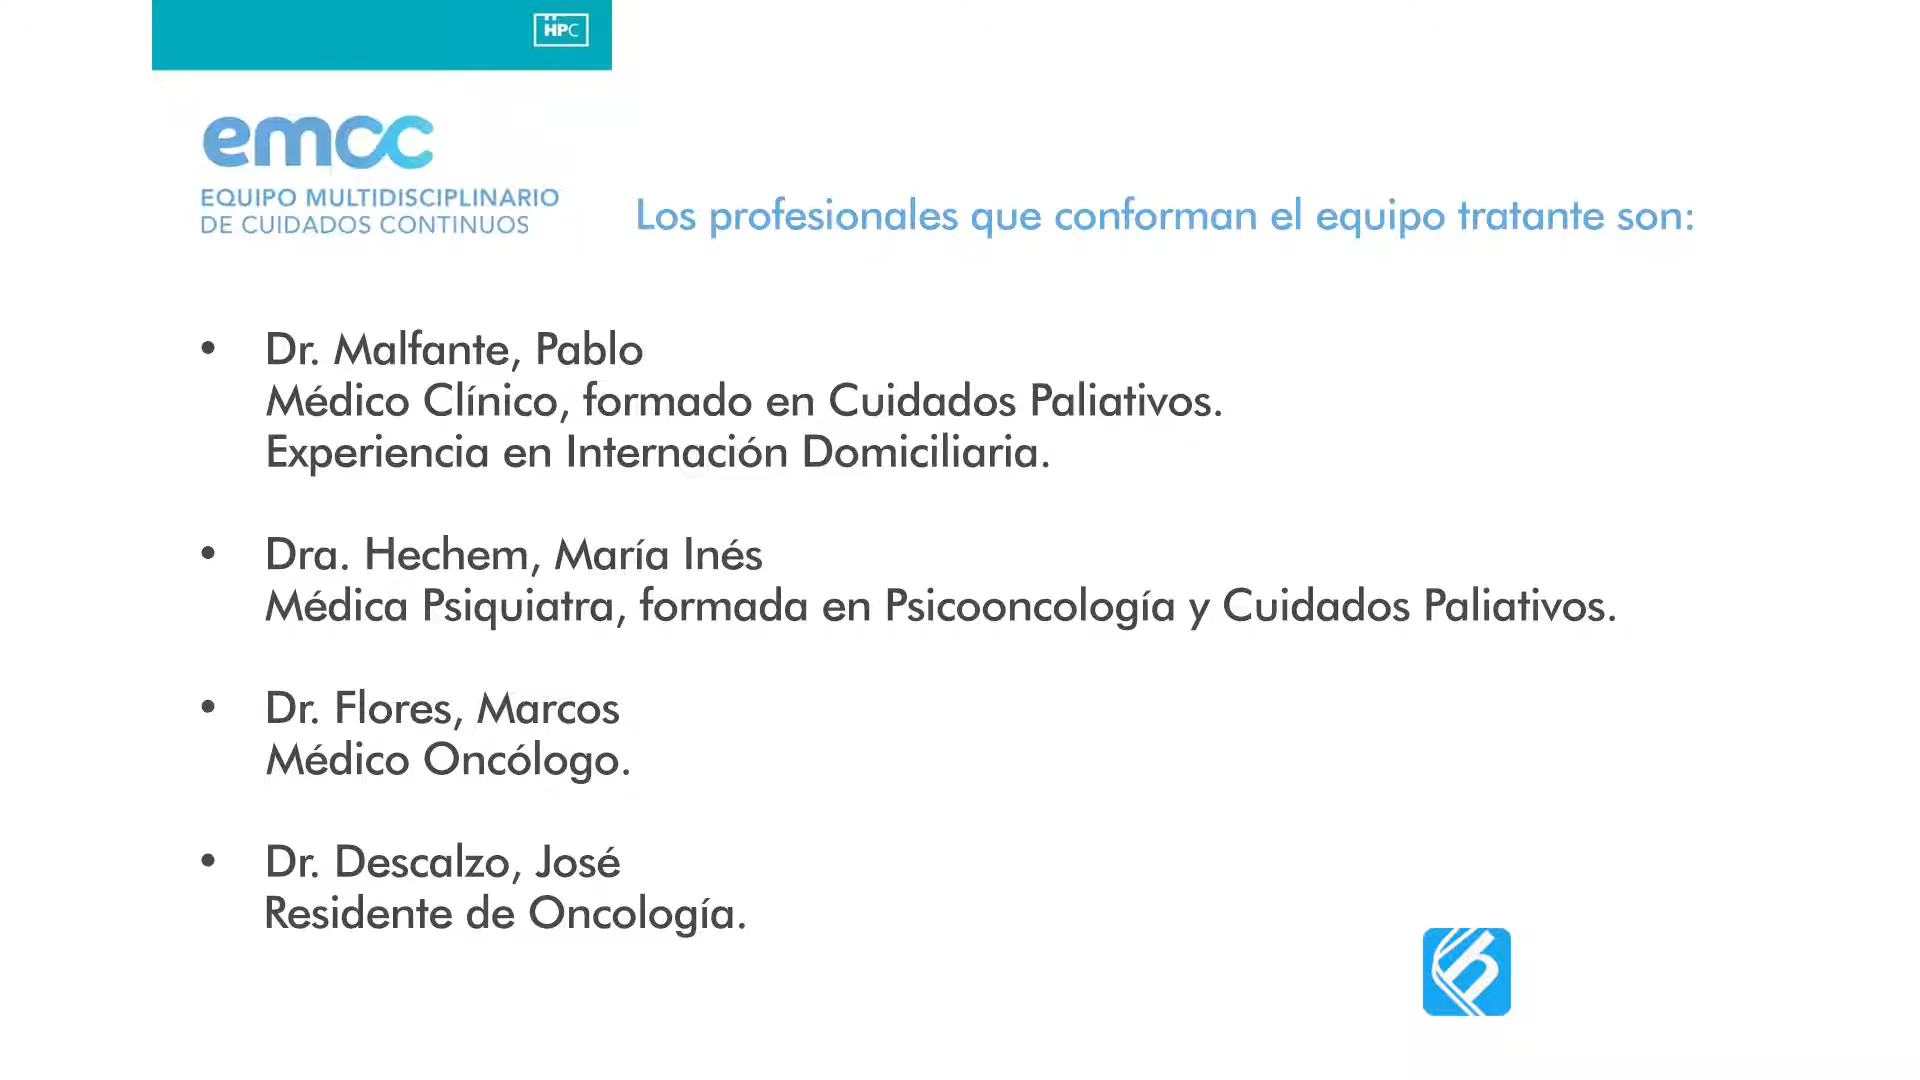 HPC
emcc
EQUIPO MULTIDISCIPLINARIO
DE CUIDADOS CONTINUOS
Los profesionales que conforman el equipo tratante son:
• Dr. Malfante, Pablo
Médico Clínico, formado en Cuidados Paliativos.
Experiencia en Internación Domiciliaria.
• Dra. Hechem, María Inés
Médica Psiquiatra, formada en Psicooncología y Cuidados Paliativos.
• Dr. Flores, Marcos
Médico Oncólogo.
• Dr. Descalzo, José
Residente de Oncología.